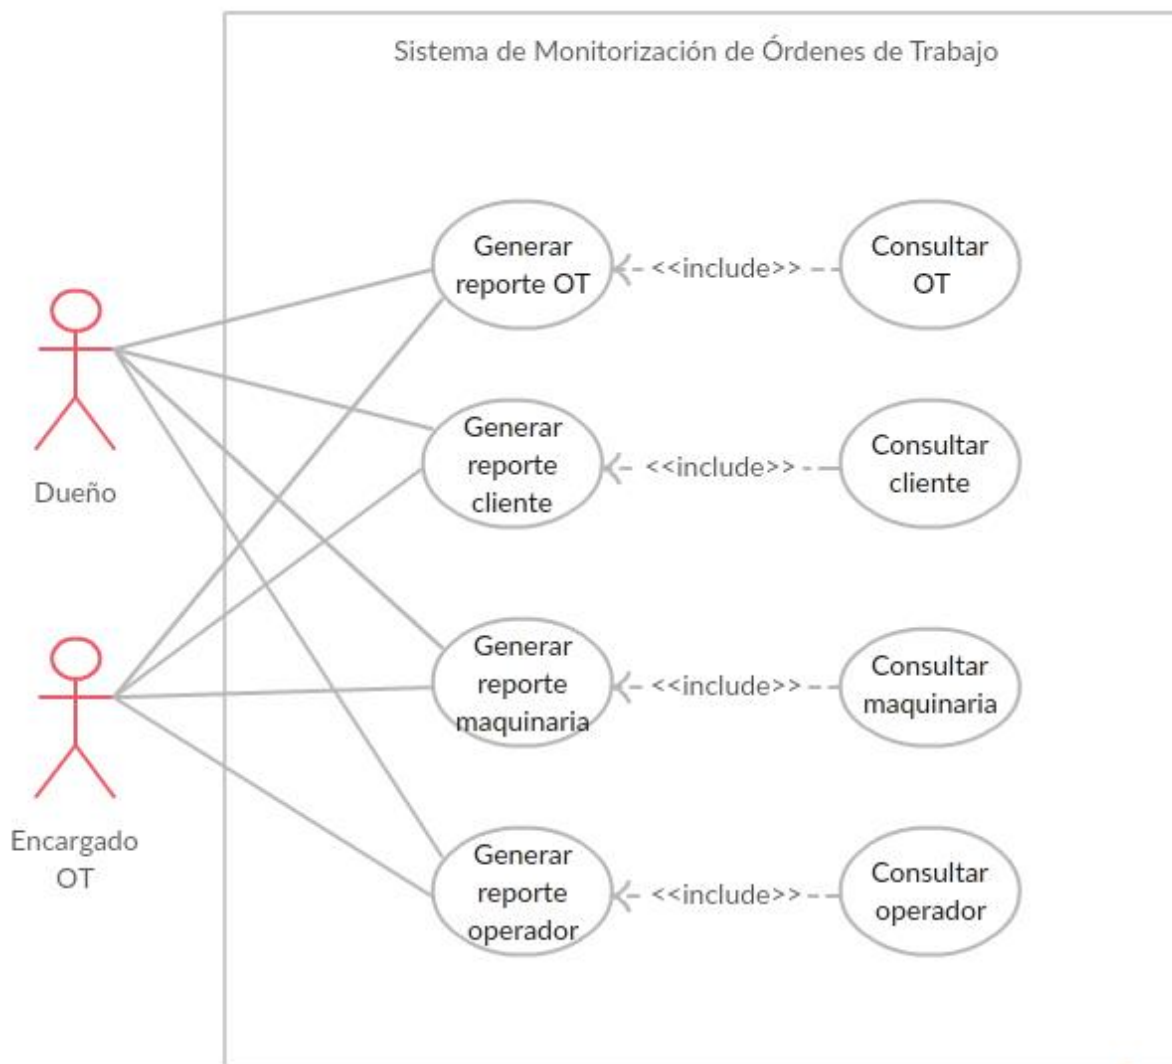 Sistema de Monitorización de Órdenes de Trabajo
Generar
reporte OT
<<include>>
Consultar
OT
Dueño
Generar
reporte
cliente
<<include>>
Consultar
cliente
Generar
reporte
maquinaria
<<include>>
Consultar
maquinaria
Encargado
OT
Generar
reporte
operador
<<include>>
Consultar
operador